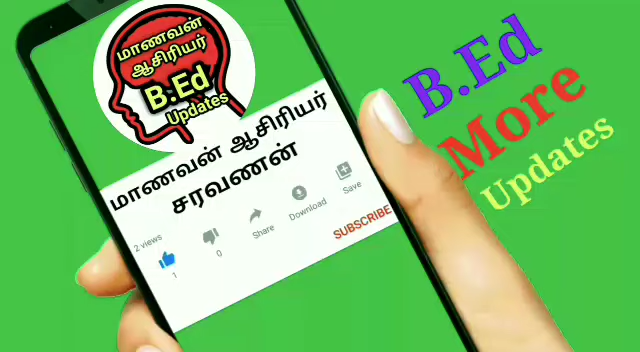 மாணவன்
ஆசிரியர்
B.Ed
Updates
மாணவன் ஆசிரியர்
சரவணன்
2 views
1
0
Share
Download
Save
SUBSCRIBE
B.Ed
More
Updates